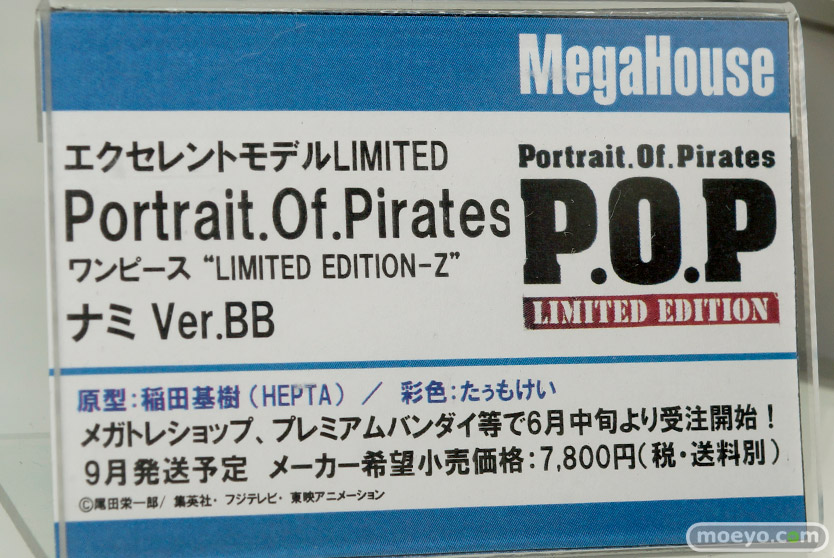 MegaHouse
エクセレントモデルLIMITED
Portrait.Of.Pirates
ワンピース “LIMITED EDITION-Z”
ナミ Ver.BB
Portrait.Of.Pirates
P.O.P
LIMITED EDITION
原型:稲田基樹(HEPTA) / 彩色:たぅもけい
メガトレショップ、プレミアムバンダイ等で6月中旬より受注開始!
9月発送予定 メーカー希望小売価格:7,800円(税・送料別)
©尾田栄一郎/ 集英社・フジテレビ・東映アニメーション
moeyo.com